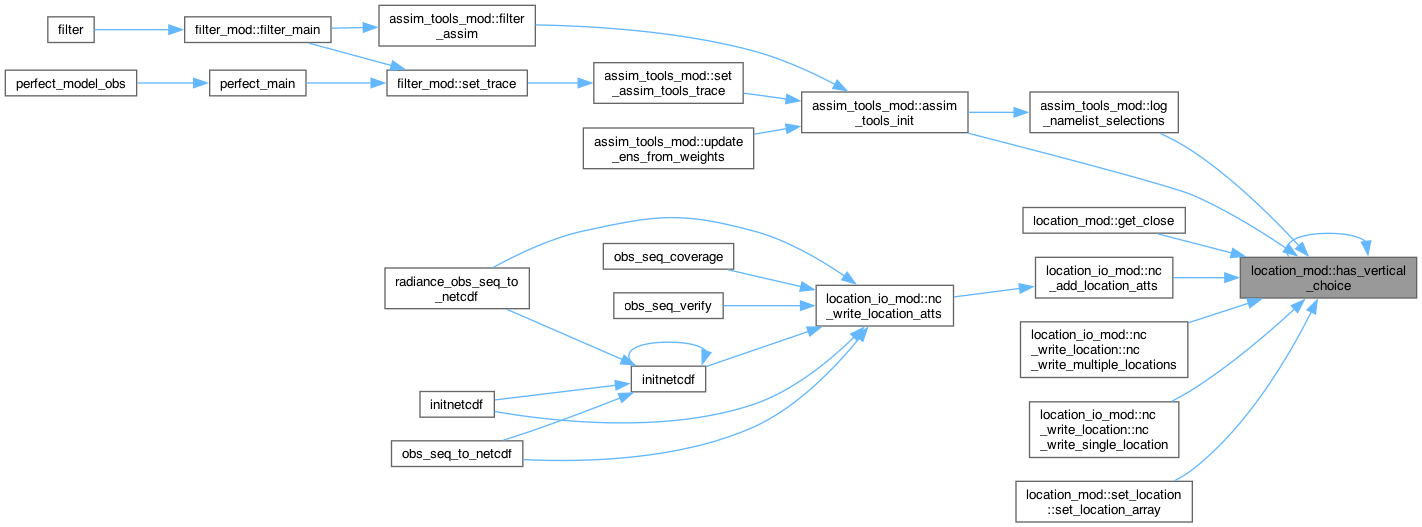 filter
filter_mod::filter_main
assim_tools_mod::filter
_assim
perfect_model_obs
perfect_main
filter_mod::set_trace
assim_tools_mod::set
_assim_tools_trace
assim_tools_mod::update
_ens_from_weights
assim_tools_mod::assim
_tools_init
assim_tools_mod::log
_namelist_selections
location_mod::get_close
location_mod::has_vertical
_choice
location_io_mod::nc
_add_location_atts
location_io_mod::nc
_write_location_atts
obs_seq_coverage
radiance_obs_seq_to
_netcdf
obs_seq_verify
initnetcdf
initnetcdf
obs_seq_to_netcdf
location_io_mod::nc
_write_location::nc
_write_multiple_locations
location_io_mod::nc
_write_location::nc
_write_single_location
location_mod::set_location
::set_location_array